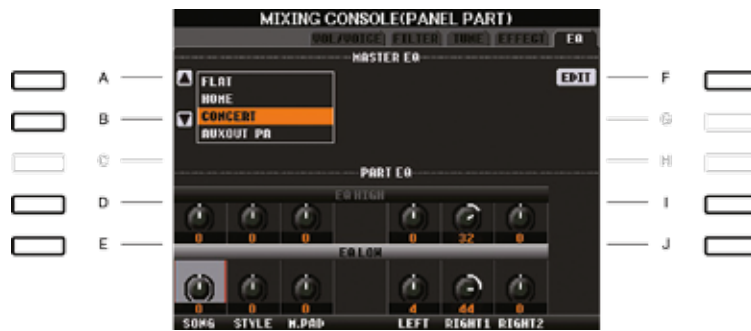 MIXING CONSOLE(PANEL PART)
VOL/VOICE FILTER TUNE EFFECT EQ
MASTER EQ
A
F
FLAT
EDIT
HOME
B
CONCERT
G
AUXOUT PA
C
H
PART EQ
EQ HIGH
D
I
0 0 0 0 32 0
E
J
EQ LOW
0 0 0 4 44 0
SONG STYLE M.PAD LEFT RIGHT1 RIGHT2